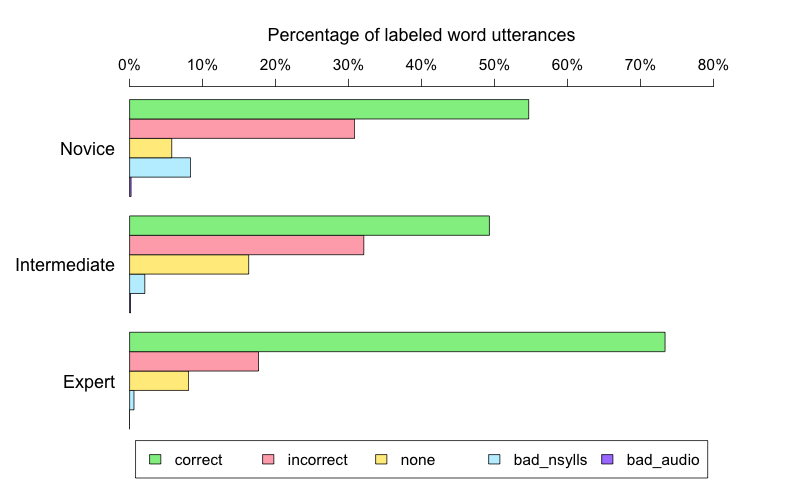 Percentage of labeled word utterances
0% 10% 20% 30% 40% 50% 60% 70% 80%
Novice
Intermediate
Expert
correct incorrect none bad_nsylls bad_audio